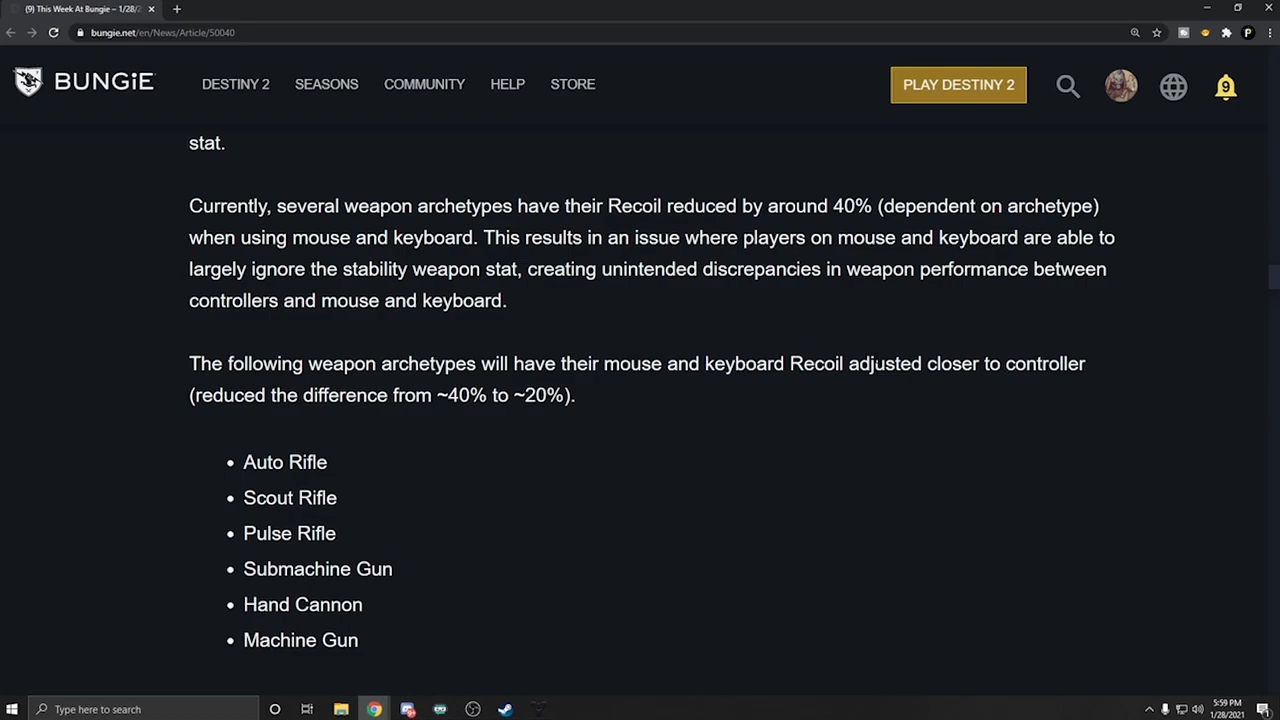 (9) This Week At Bungie – 1/28/2
bungie.net/en/News/Article/50040
P
BUNGiE
DESTINY 2
SEASONS
COMMUNITY
HELP
STORE
PLAY DESTINY 2
9
stat.
Currently, several weapon archetypes have their Recoil reduced by around 40% (dependent on archetype)
when using mouse and keyboard. This results in an issue where players on mouse and keyboard are able to
largely ignore the stability weapon stat, creating unintended discrepancies in weapon performance between
controllers and mouse and keyboard.
The following weapon archetypes will have their mouse and keyboard Recoil adjusted closer to controller
(reduced the difference from ~40% to ~20%).
• Auto Rifle
• Scout Rifle
• Pulse Rifle
• Submachine Gun
• Hand Cannon
• Machine Gun
Type here to search
5:59 PM
1/28/2021